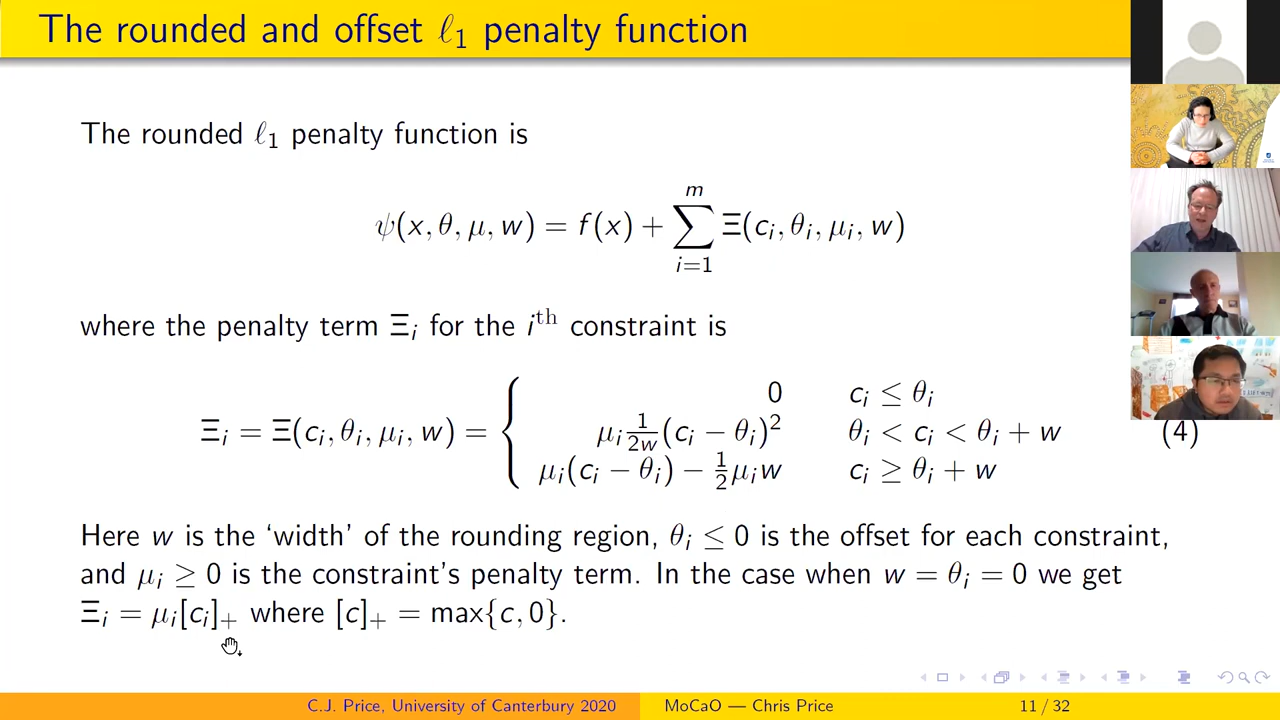 The rounded and offset ℓ₁ penalty function
The rounded ℓ₁ penalty function is
ψ(x, θ, μ, w) = f(x) + ∑_{i=1}^{m} Ξ(c_i, θ_i, μ_i, w)
where the penalty term Ξ_i for the i^th constraint is
Ξ_i = Ξ(c_i, θ_i, μ_i, w) = { 0 c_i ≤ θ_i
μ_i 1/2w (c_i − θ_i)² θ_i < c_i < θ_i + w (4)
μ_i(c_i − θ_i) − 1/2 μ_i w c_i ≥ θ_i + w
Here w is the ‘width’ of the rounding region, θ_i ≤ 0 is the offset for each constraint,
and μ_i ≥ 0 is the constraint's penalty term. In the case when w = θ_i = 0 we get
Ξ_i = μ_i[c_i]₊ where [c]₊ = max{c, 0}.
C.J. Price, University of Canterbury 2020 MoCaO — Chris Price 11 / 32